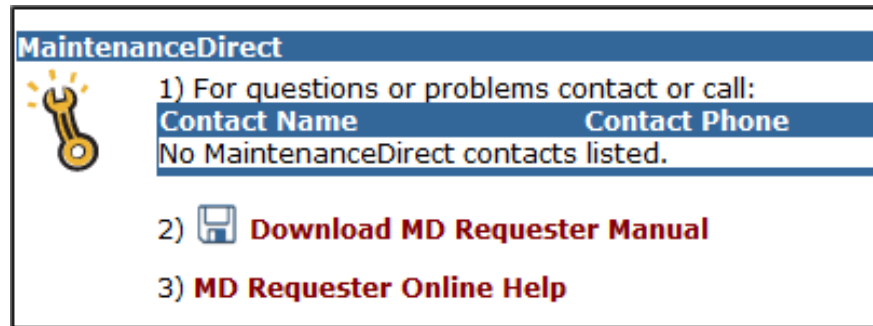 MaintenanceDirect
1) For questions or problems contact or call:
Contact Name Contact Phone
No MaintenanceDirect contacts listed.
2) Download MD Requester Manual
3) MD Requester Online Help